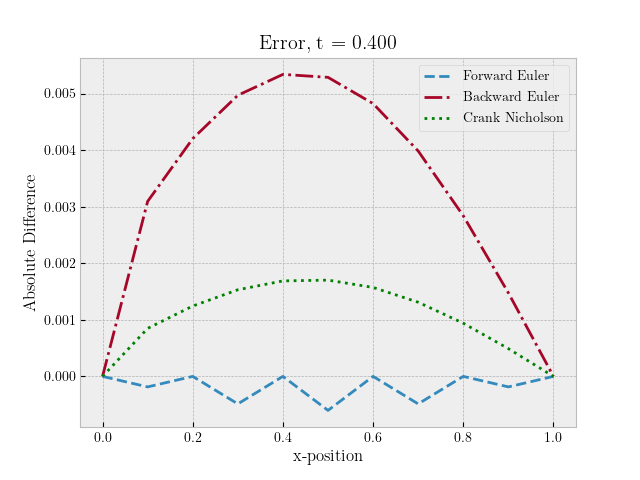 Error, t = 0.400
Forward Euler
Backward Euler
Crank Nicholson
Absolute Difference
0.005
0.004
0.003
0.002
0.001
0.000
0.0 0.2 0.4 0.6 0.8 1.0
x-position